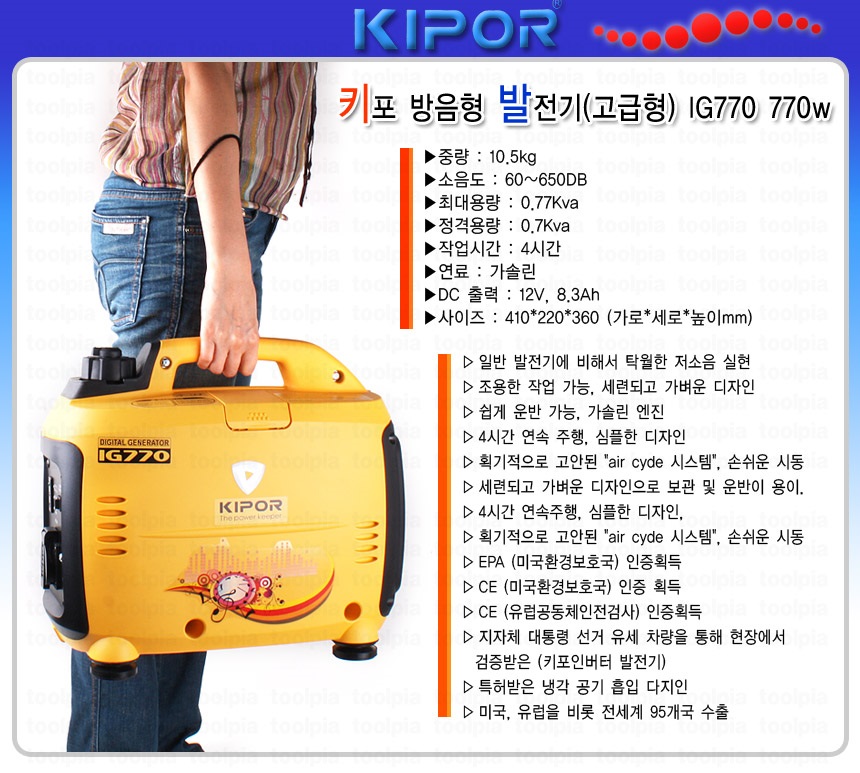 KIPOR®
키포 방음형 발전기(고급형) IG770 770w
▶중량 : 10,5kg
▶소음도 : 60~650DB
▶최대용량 : 0,77Kva
▶정격용량 : 0,7Kva
▶작업시간 : 4시간
▶연료 : 가솔린
▶DC 출력 : 12V, 8,3Ah
▶사이즈 : 410*220*360 (가로*세로*높이mm)
▷ 일반 발전기에 비해서 탁월한 저소음 실현
▷ 조용한 작업 가능, 세련되고 가벼운 디자인
▷ 쉽게 운반 가능, 가솔린 엔진
▷ 4시간 연속 주행, 심플한 디자인
▷ 획기적으로 고안된 "air cyde 시스템", 손쉬운 시동
▷ 세련되고 가벼운 디자인으로 보관 및 운반이 용이.
▷ 4시간 연속주행, 심플한 디자인,
▷ 획기적으로 고안된 "air cyde 시스템", 손쉬운 시동
▷ EPA (미국환경보호국) 인증획득
▷ CE (미국환경보호국) 인증 획득
▷ CE (유럽공동체인전검사) 인증획득
▷ 지자체 대통령 선거 유세 차량을 통해 현장에서
검증받은 (키포인버터 발전기)
▷ 특허받은 냉각 공기 흡입 다지인
▷ 미국, 유럽을 비롯 전세계 95개국 수출
DIGITAL GENERATOR
IG770
KIPOR
The power keeper
toolpia